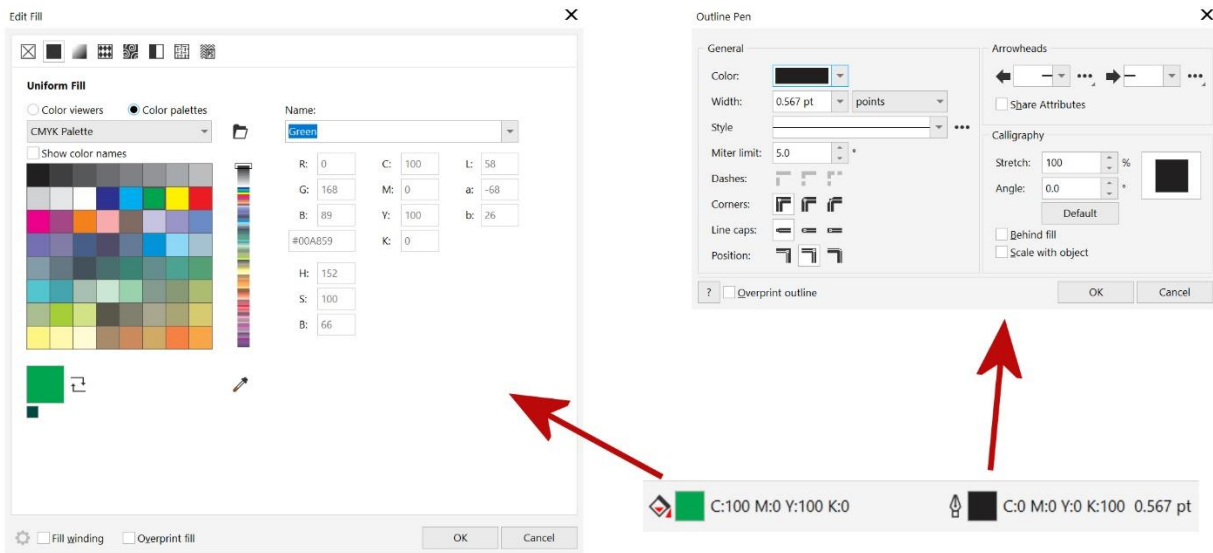 Edit Fill
Uniform Fill
Color viewers Color palettes
CMYK Palette
Show color names
Name:
Green
R: 0 C: 100 L: 58
G: 168 M: 0 a: -68
B: 89 Y: 100 b: 26
#00A859 K: 0
H: 152
S: 100
B: 66
Fill winding Overprint fill OK Cancel
Outline Pen
General
Color:
Width: 0.567 pt points
Style
Miter limit: 5.0 °
Dashes:
Corners:
Line caps:
Position:
Arrowheads
Share Attributes
Calligraphy
Stretch: 100 %
Angle: 0.0 °
Default
Behind fill
Scale with object
? Overprint outline OK Cancel
C:100 M:0 Y:100 K:0 C:0 M:0 Y:0 K:100 0.567 pt